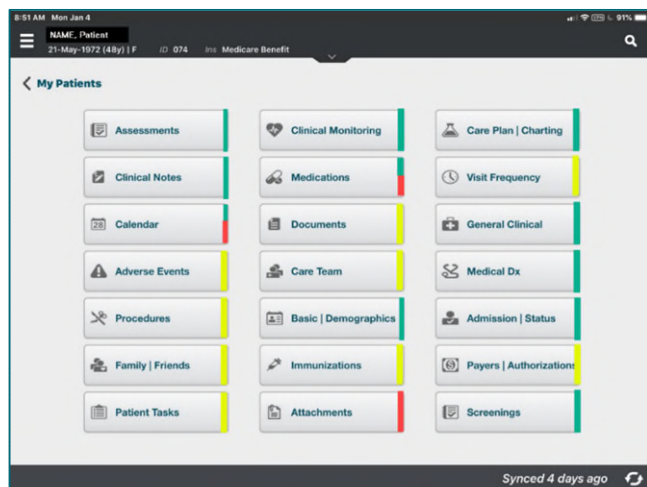 8:51 AM Mon Jan 4
91%
NAME, Patient
21-May-1972 (48y) | F ID 074 Ins Medicare Benefit
My Patients
Assessments Clinical Monitoring Care Plan | Charting
Clinical Notes Medications Visit Frequency
28 Calendar Documents General Clinical
Adverse Events Care Team Medical Dx
Procedures Basic | Demographics Admission | Status
Family | Friends Immunizations Payers | Authorizations
Patient Tasks Attachments Screenings
Synced 4 days ago